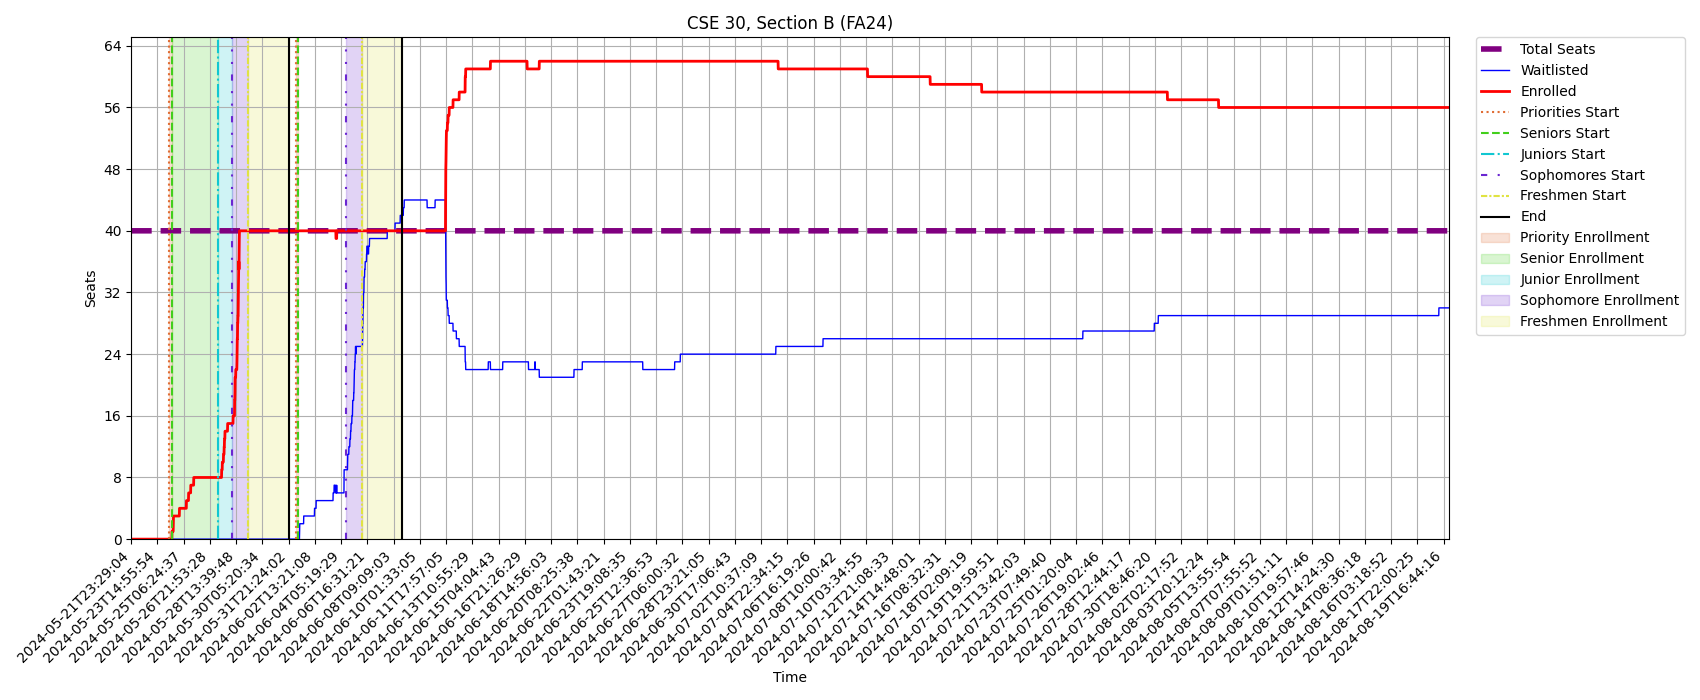 CSE 30, Section B (FA24)
Seats
64
56
48
40
32
24
16
8
0
2024-05-21T23:29:04
2024-05-23T14:55:54
2024-05-25T06:24:37
2024-05-26T21:53:28
2024-05-28T13:39:48
2024-05-30T05:20:34
2024-05-31T21:24:02
2024-06-02T13:21:08
2024-06-04T05:19:29
2024-06-06T16:31:21
2024-06-08T09:09:03
2024-06-10T01:33:05
2024-06-11T17:57:05
2024-06-13T10:55:29
2024-06-15T04:04:43
2024-06-16T21:26:29
2024-06-18T14:56:03
2024-06-20T08:25:38
2024-06-22T01:43:21
2024-06-23T19:08:35
2024-06-25T12:36:53
2024-06-27T06:00:32
2024-06-28T23:21:05
2024-06-30T17:06:43
2024-07-02T10:37:09
2024-07-04T22:34:15
2024-07-06T16:19:26
2024-07-08T10:00:42
2024-07-10T03:34:55
2024-07-12T21:08:33
2024-07-14T14:48:01
2024-07-16T08:32:31
2024-07-18T02:09:19
2024-07-19T19:59:51
2024-07-21T13:42:03
2024-07-23T07:49:40
2024-07-25T01:20:04
2024-07-26T19:02:46
2024-07-28T12:44:17
2024-07-30T18:46:20
2024-08-02T02:17:52
2024-08-03T20:12:24
2024-08-05T13:55:54
2024-08-07T07:55:52
2024-08-09T01:51:11
2024-08-10T19:57:46
2024-08-12T14:24:30
2024-08-14T08:36:18
2024-08-16T03:18:52
2024-08-17T22:00:25
2024-08-19T16:44:16
Time
Total Seats
Waitlisted
Enrolled
Priorities Start
Seniors Start
Juniors Start
Sophomores Start
Freshmen Start
End
Priority Enrollment
Senior Enrollment
Junior Enrollment
Sophomore Enrollment
Freshmen Enrollment